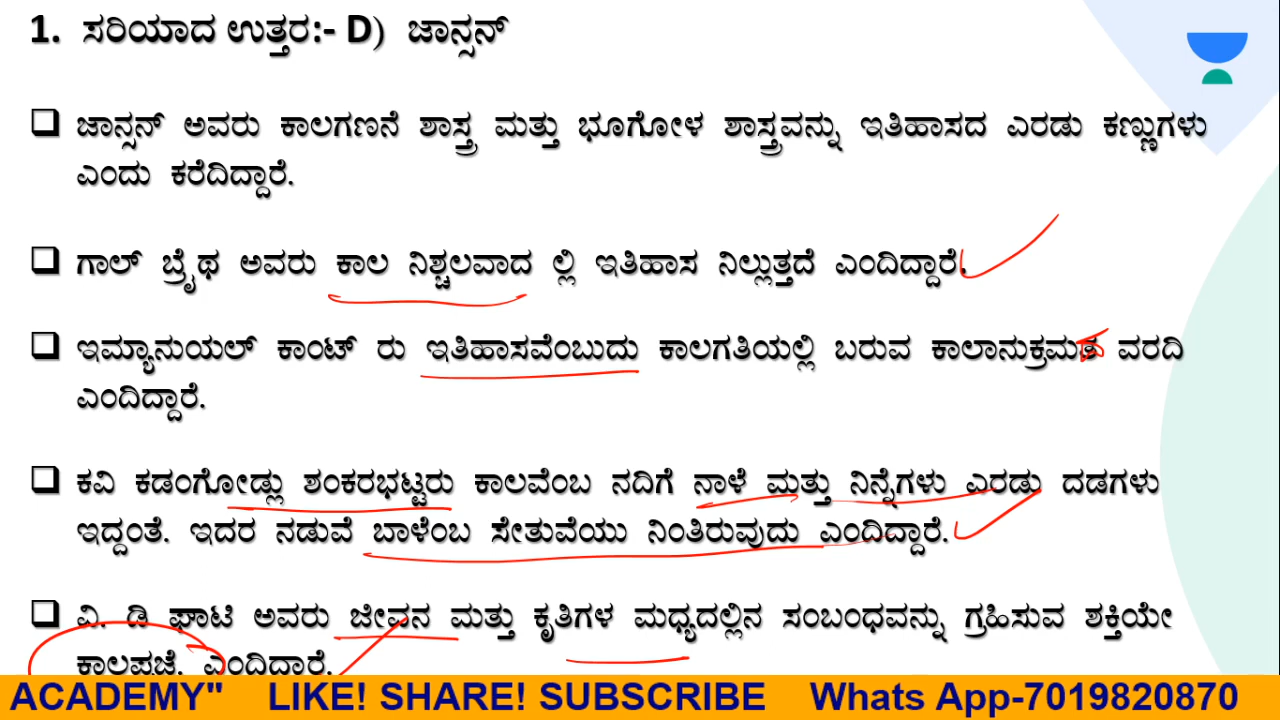 1. ಸರಿಯಾದ ಉತ್ತರ:- D) ಜಾನ್ಸನ್
ಜಾನ್ಸನ್ ಅವರು ಕಾಲಗಣನೆ ಶಾಸ್ತ್ರ ಮತ್ತು ಭೂಗೋಳ ಶಾಸ್ತ್ರವನ್ನು ಇತಿಹಾಸದ ಎರಡು ಕಣ್ಣುಗಳು
ಎಂದು ಕರೆದಿದ್ದಾರೆ.
ಗಾಲ್ ಬ್ರೈಥ ಅವರು ಕಾಲ ನಿಶ್ಚಲವಾದ ಲ್ಲಿ ಇತಿಹಾಸ ನಿಲ್ಲುತ್ತದೆ ಎಂದಿದ್ದಾರೆ.
ಇಮ್ಯಾನುಯಲ್ ಕಾಂಟ್ ರು ಇತಿಹಾಸವೆಂಬುದು ಕಾಲಗತಿಯಲ್ಲಿ ಬರುವ ವರದಿ
ಎಂದಿದ್ದಾರೆ.
ಕವಿ ಕಡಂಗೋಡ್ಲು ಶಂಕರಭಟ್ಟರು ಕಾಲವೆಂಬ ನದಿಗೆ ನಾಳೆ ಮತ್ತು ನಿನ್ನೆಗಳು ಎರಡು ದಡಗಳು
ಇದ್ದಂತೆ. ಇದರ ನಡುವೆ ಬಾಳೆಂಬ ಸೇತುವೆಯು ನಿಂತಿರುವುದು ಎಂದಿದ್ದಾರೆ.
ವಿ. ಡಿ ಘಾಟಿ ಅವರು ಜೀವನ ಮತ್ತು ಕೃತಿಗಳ ಮಧ್ಯದಲ್ಲಿನ ಸಂಬಂಧವನ್ನು ಗ್ರಹಿಸುವ ಶಕ್ತಿಯೇ
ಕಾಲಪ್ರಜ್ಞೆ. ಎಂದಿದ್ದಾರೆ.
ACADEMY" LIKE! SHARE! SUBSCRIBE Whats App-7019820870